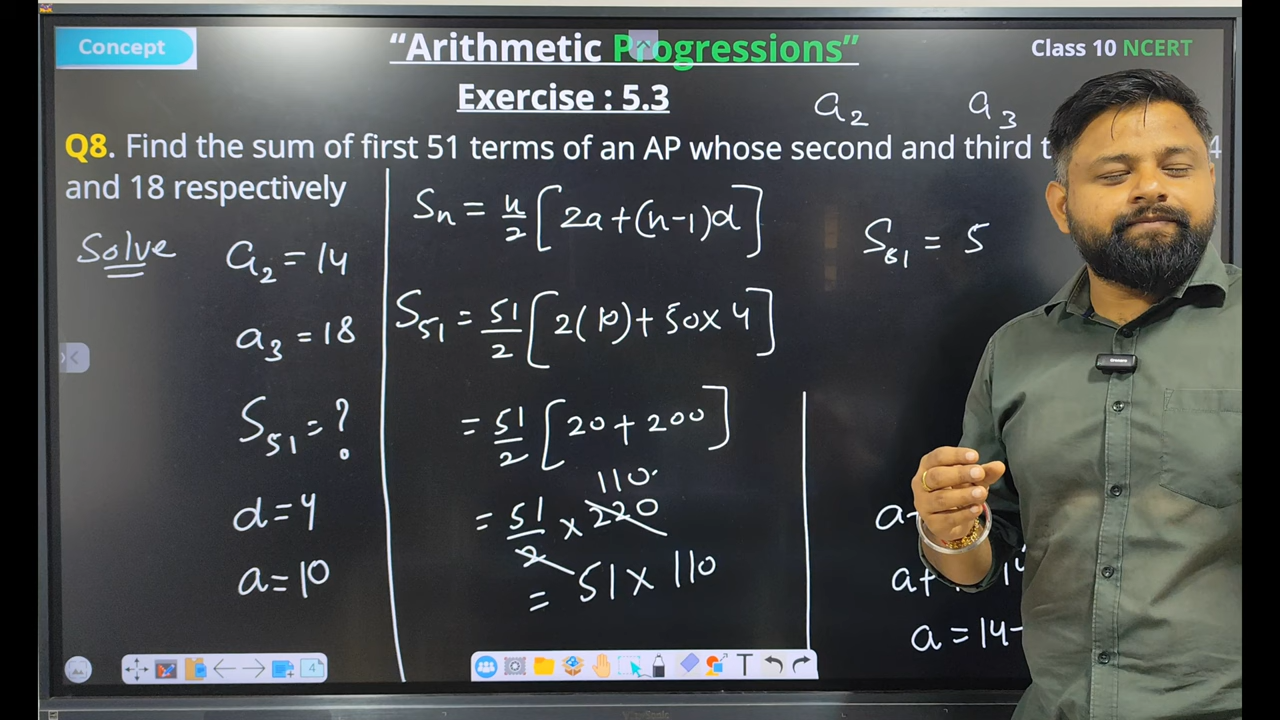 Concept
“Arithmetic Progressions”
Class 10 NCERT
Exercise : 5.3
a₂ a₃
Q8. Find the sum of first 51 terms of an AP whose second and third t 4
and 18 respectively
Solve
a₂ = 14
a₃ = 18
S₅₁ = ?
d = 4
a = 10
Sₙ = n/2 [2a + (n-1)d]
S₅₁ = 51/2 [2(10) + 50 x 4]
= 51/2 [20 + 200]
110
= 51/2 x 220
= 51 x 110
S₅₁ = 5
a+
a+ 14
a = 14-
4
T